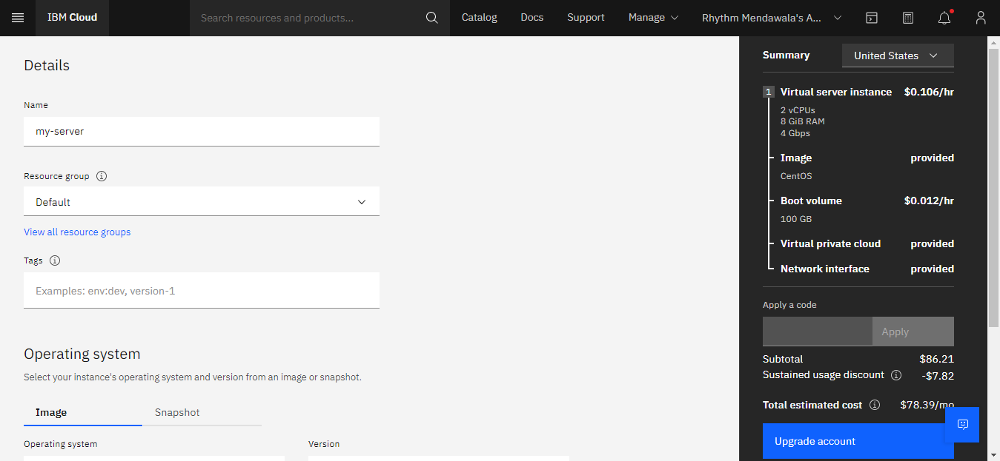 IBM Cloud
Search resources and products...
Catalog
Docs
Support
Manage
Rhythm Mendawala's A...
Details
Name
my-server
Resource group
Default
View all resource groups
Tags
Examples: env:dev, version-1
Operating system
Select your instance's operating system and version from an image or snapshot.
Image
Snapshot
Operating system
Version
Summary
United States
1 Virtual server instance $0.106/hr
2 vCPUs
8 GiB RAM
4 Gbps
Image provided
CentOS
Boot volume $0.012/hr
100 GB
Virtual private cloud provided
Network interface provided
Apply a code
Apply
Subtotal $86.21
Sustained usage discount -$7.82
Total estimated cost $78.39/mo
Upgrade account